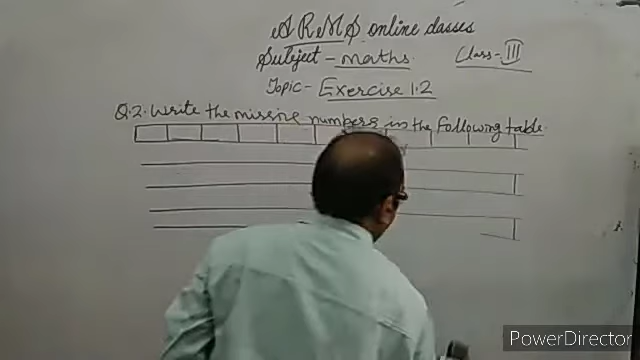 ARMS online classes
Subject - maths. Class - III
Topic - Exercise 1.2
Q.2. Write the missing numbers in the following table.
PowerDirector